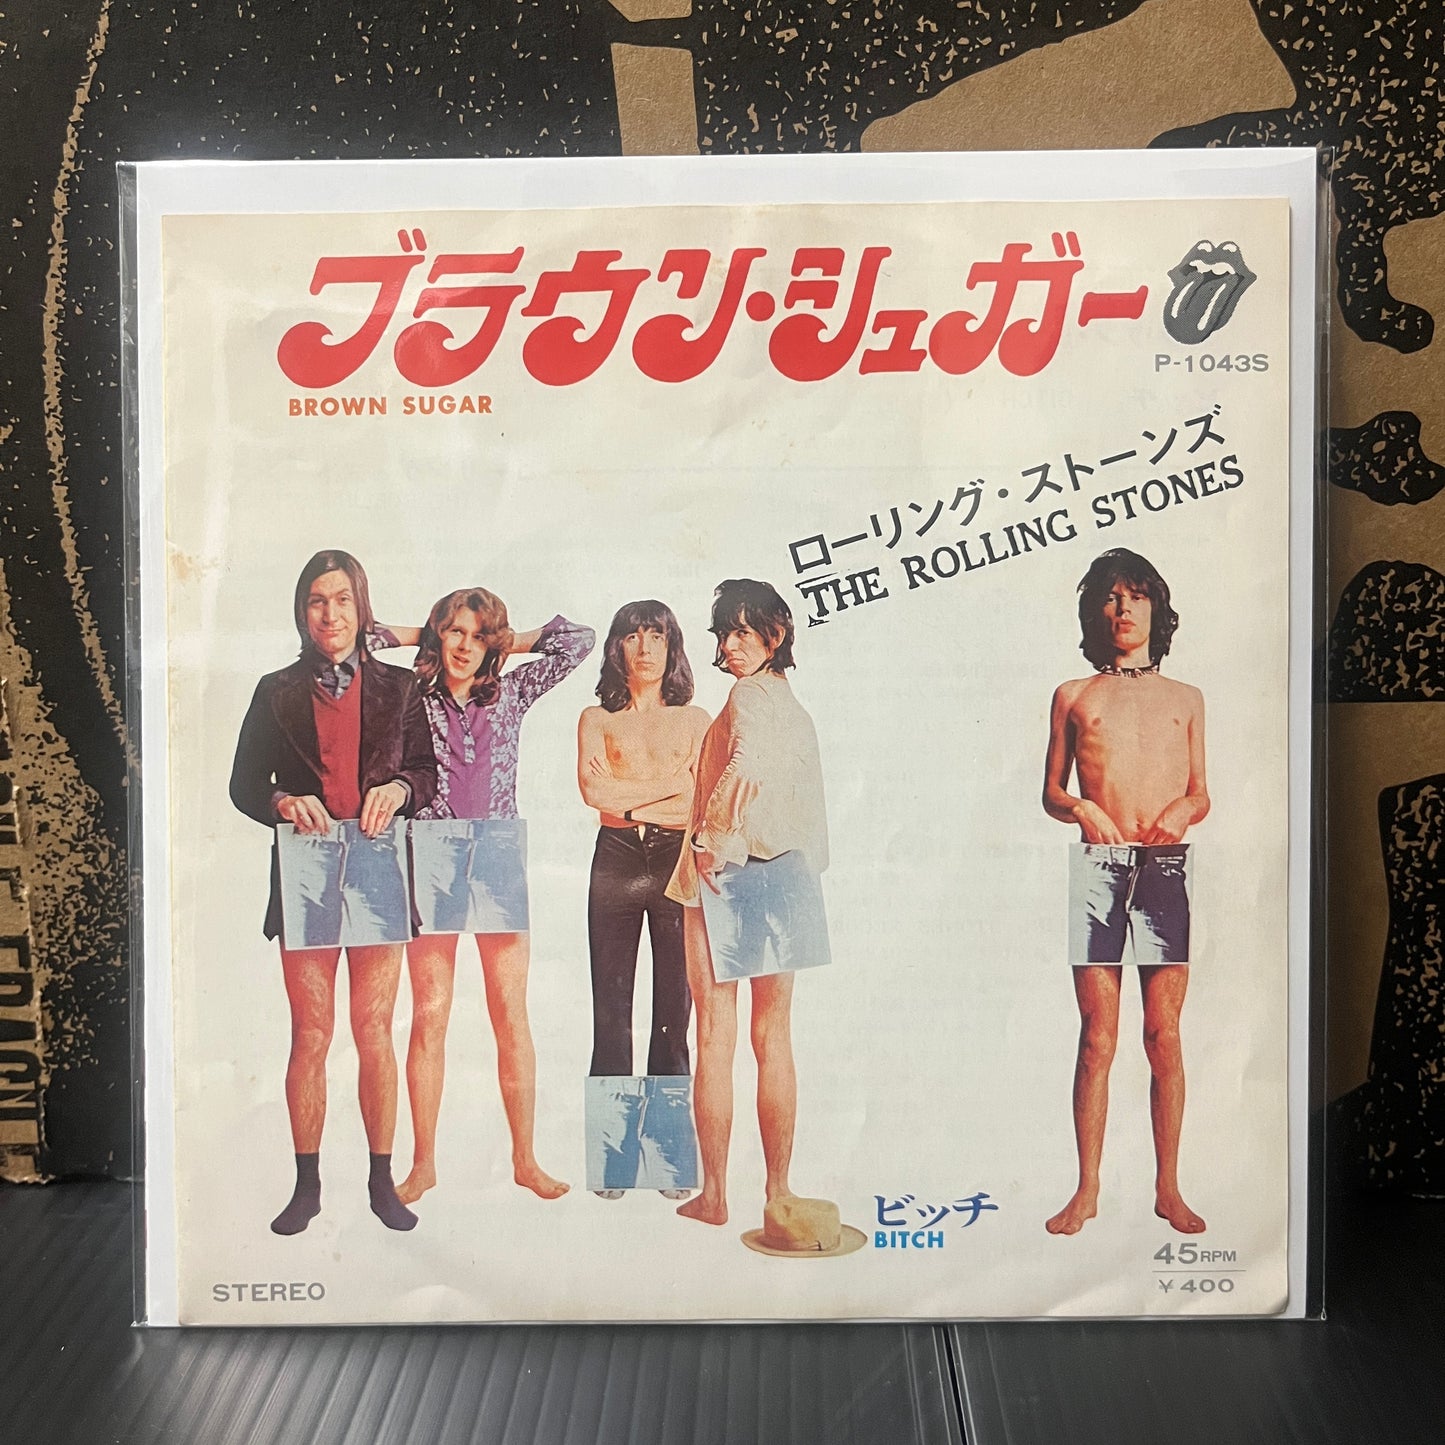 ブラウン・シュガー
BROWN SUGAR
P-1043S
ローリング・ストーンズ
THE ROLLING STONES
ビッチ
BITCH
STEREO
45RPM
¥400